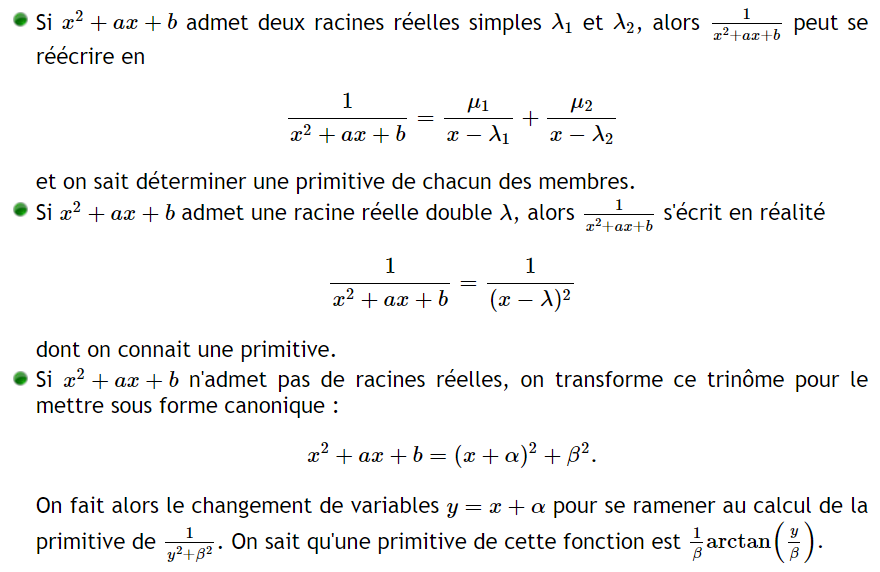 Si $x^2 + ax + b$ admet deux racines réelles simples $\lambda_1$ et $\lambda_2$, alors $\frac{1}{x^2+ax+b}$ peut se
réécrire en
$\frac{1}{x^2 + ax + b} = \frac{\mu_1}{x - \lambda_1} + \frac{\mu_2}{x - \lambda_2}$
et on sait déterminer une primitive de chacun des membres.
Si $x^2 + ax + b$ admet une racine réelle double $\lambda$, alors $\frac{1}{x^2+ax+b}$ s'écrit en réalité
$\frac{1}{x^2 + ax + b} = \frac{1}{(x - \lambda)^2}$
dont on connait une primitive.
Si $x^2 + ax + b$ n'admet pas de racines réelles, on transforme ce trinôme pour le
mettre sous forme canonique :
$x^2 + ax + b = (x + \alpha)^2 + \beta^2.$
On fait alors le changement de variables $y = x + \alpha$ pour se ramener au calcul de la
primitive de $\frac{1}{y^2+\beta^2}$. On sait qu'une primitive de cette fonction est $\frac{1}{\beta}\arctan\left(\frac{y}{\beta}\right)$.